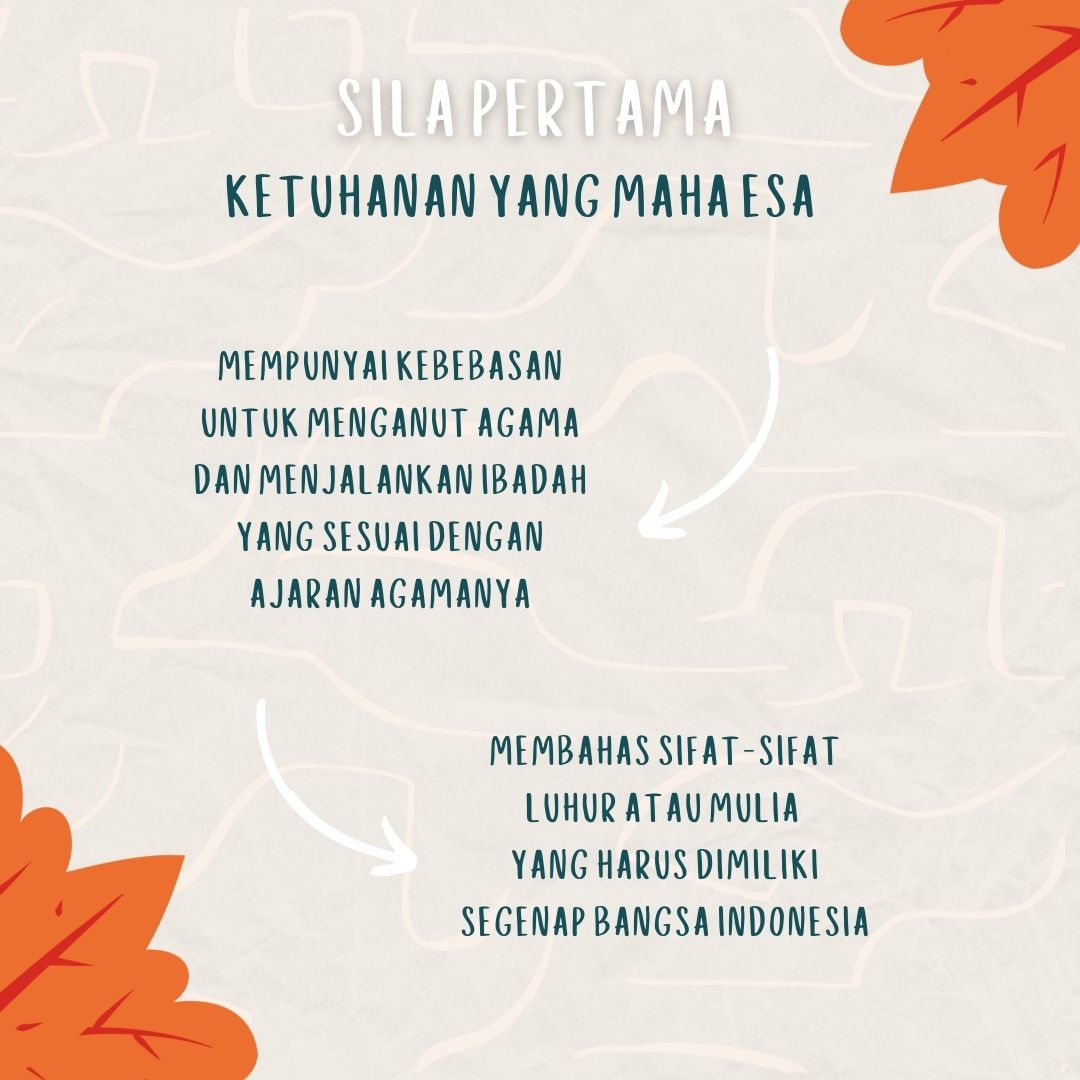 SILA PERTAMA
KETUHANAN YANG MAHA ESA
MEMPUNYAI KEBEBASAN
UNTUK MENGANUT AGAMA
DAN MENJALANKAN IBADAH
YANG SESUAI DENGAN
AJARAN AGAMANYA
MEMBAHAS SIFAT-SIFAT
LUHUR ATAU MULIA
YANG HARUS DIMILIKI
SEGENAP BANGSA INDONESIA